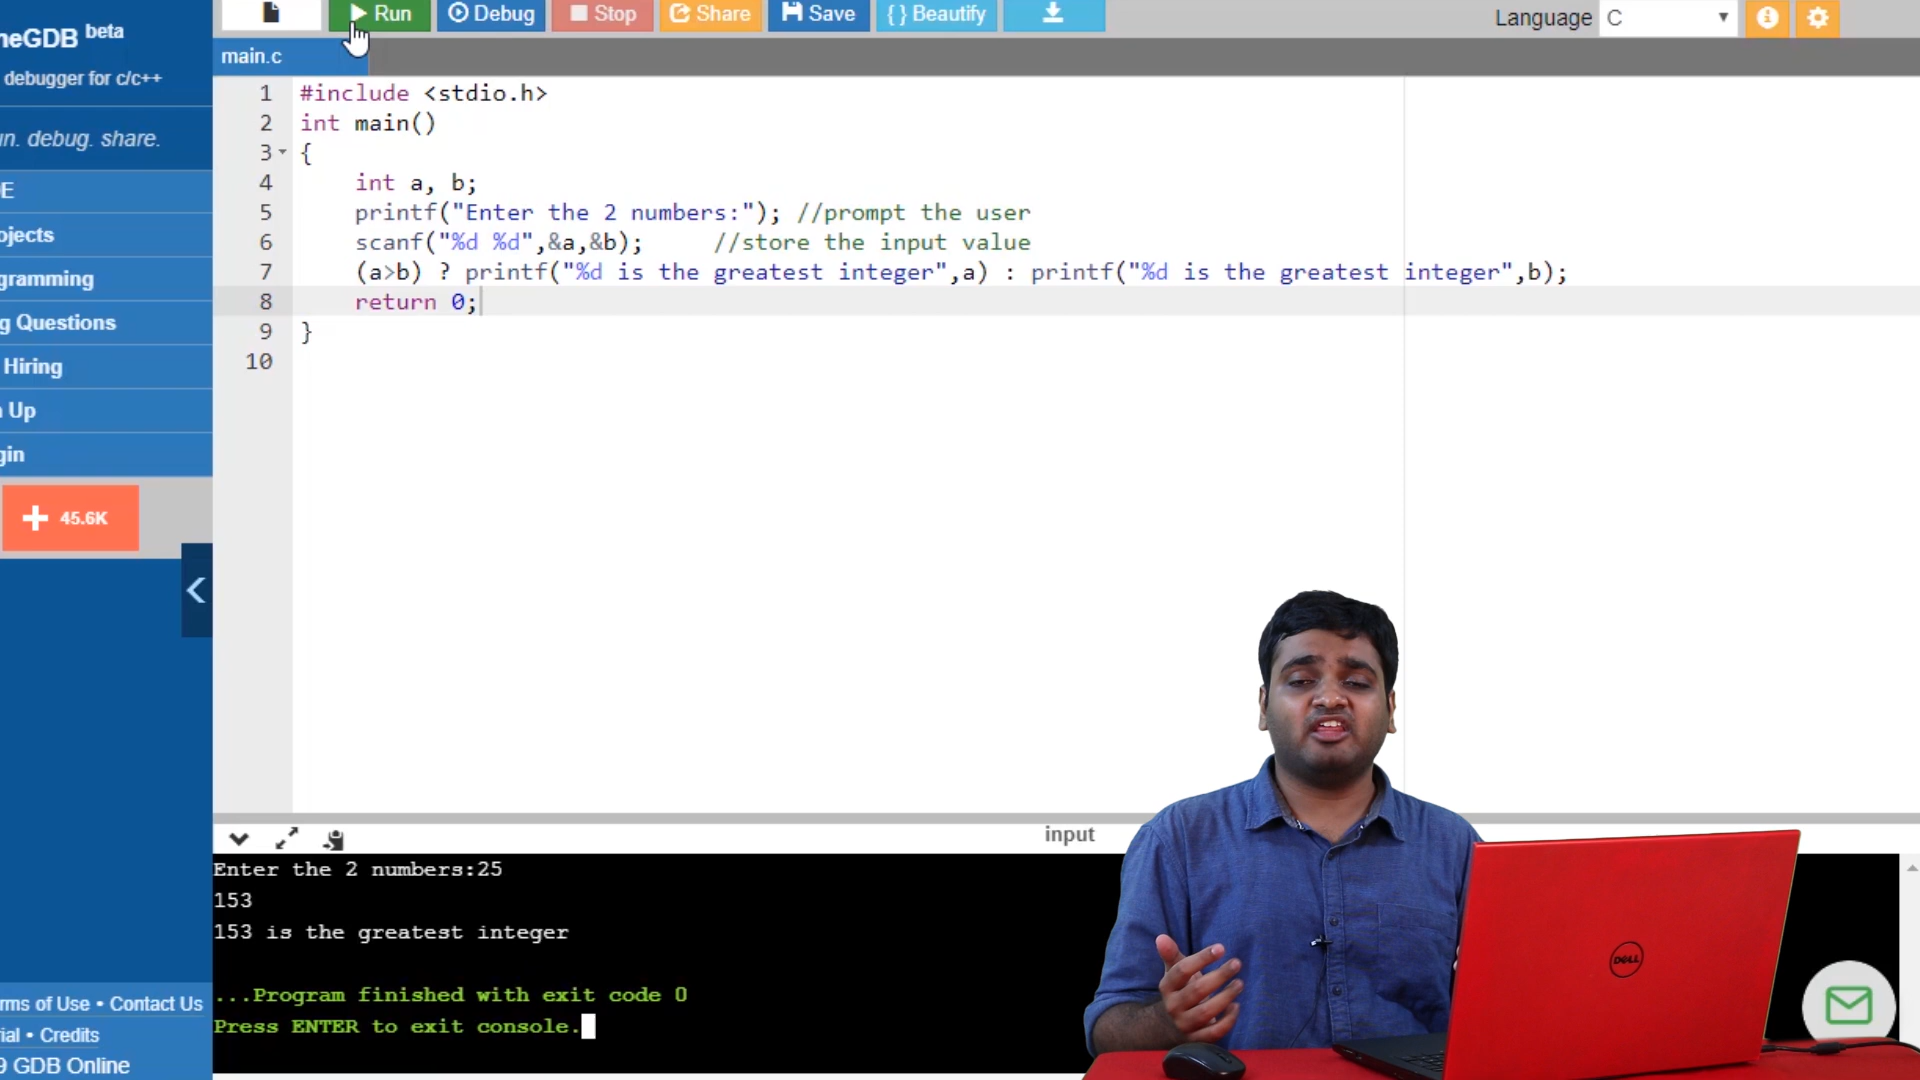 neGDB beta
debugger for c/c++
un. debug. share.
E
ojects
gramming
g Questions
Hiring
n Up
gin
45.6K
rms of Use • Contact Us
ial • Credits
9 GDB Online
Run Debug Stop Share Save { } Beautify
Language C
main.c
1 #include <stdio.h>
2 int main()
3 {
4 int a, b;
5 printf("Enter the 2 numbers:"); //prompt the user
6 scanf("%d %d",&a,&b); //store the input value
7 (a>b) ? printf("%d is the greatest integer",a) : printf("%d is the greatest integer",b);
8 return 0;
9 }
10
input
Enter the 2 numbers:25
153
153 is the greatest integer
...Program finished with exit code 0
Press ENTER to exit console.
DELL